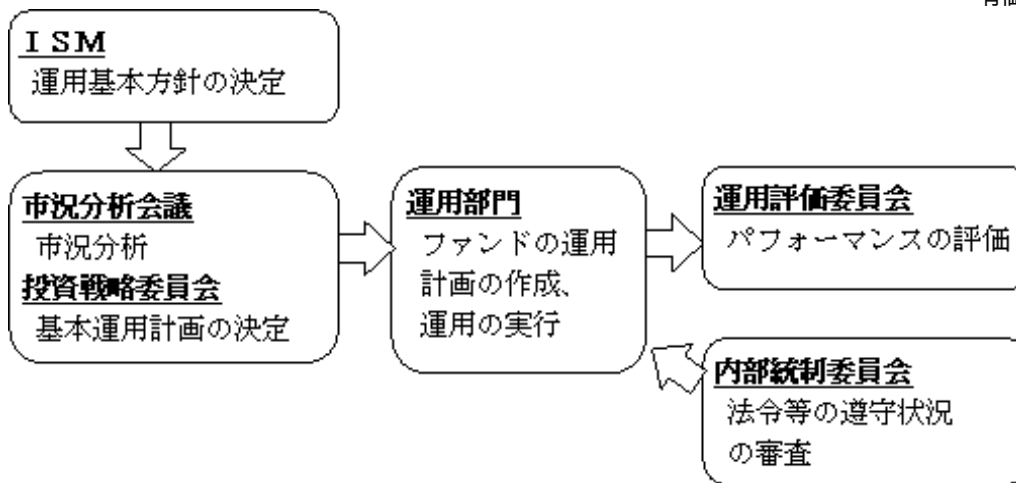 ＩＳＭ
運用基本方針の決定
市況分析会議
市況分析
投資戦略委員会
基本運用計画の決定
運用部門
ファンドの運用
計画の作成、
運用の実行
運用評価委員会
パフォーマンスの評価
内部統制委員会
法令等の遵守状況
の審査